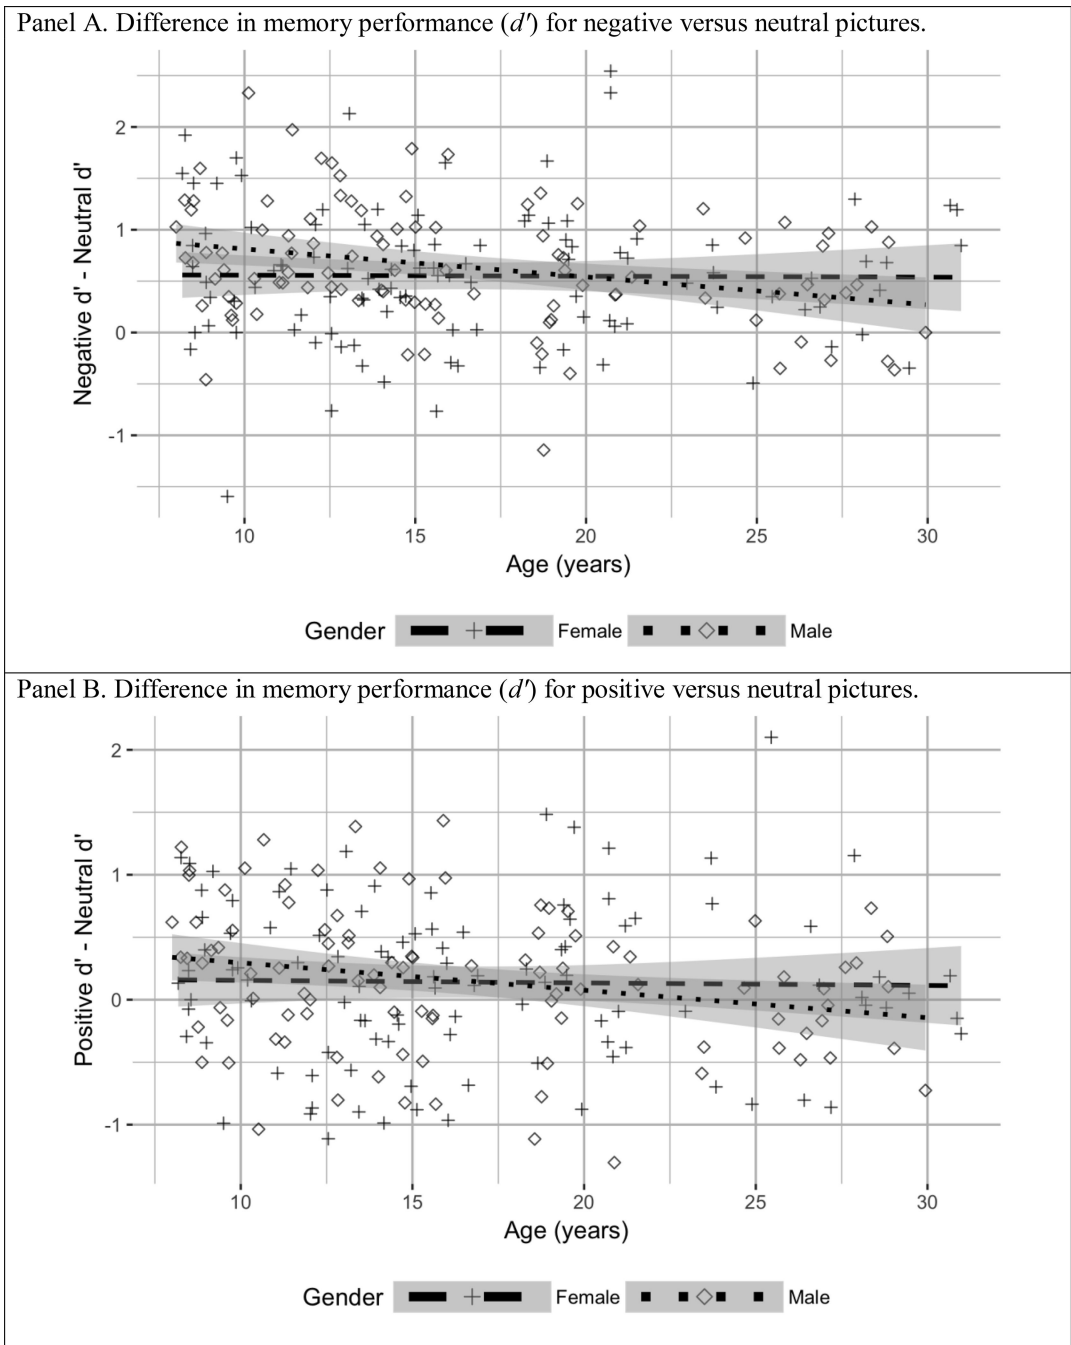 Panel A. Difference in memory performance (d') for negative versus neutral pictures.
Negative d' - Neutral d'
2
1
0
-1
10 15 20 25 30
Age (years)
Gender Female Male
Panel B. Difference in memory performance (d') for positive versus neutral pictures.
Positive d' - Neutral d'
2
1
0
-1
10 15 20 25 30
Age (years)
Gender Female Male